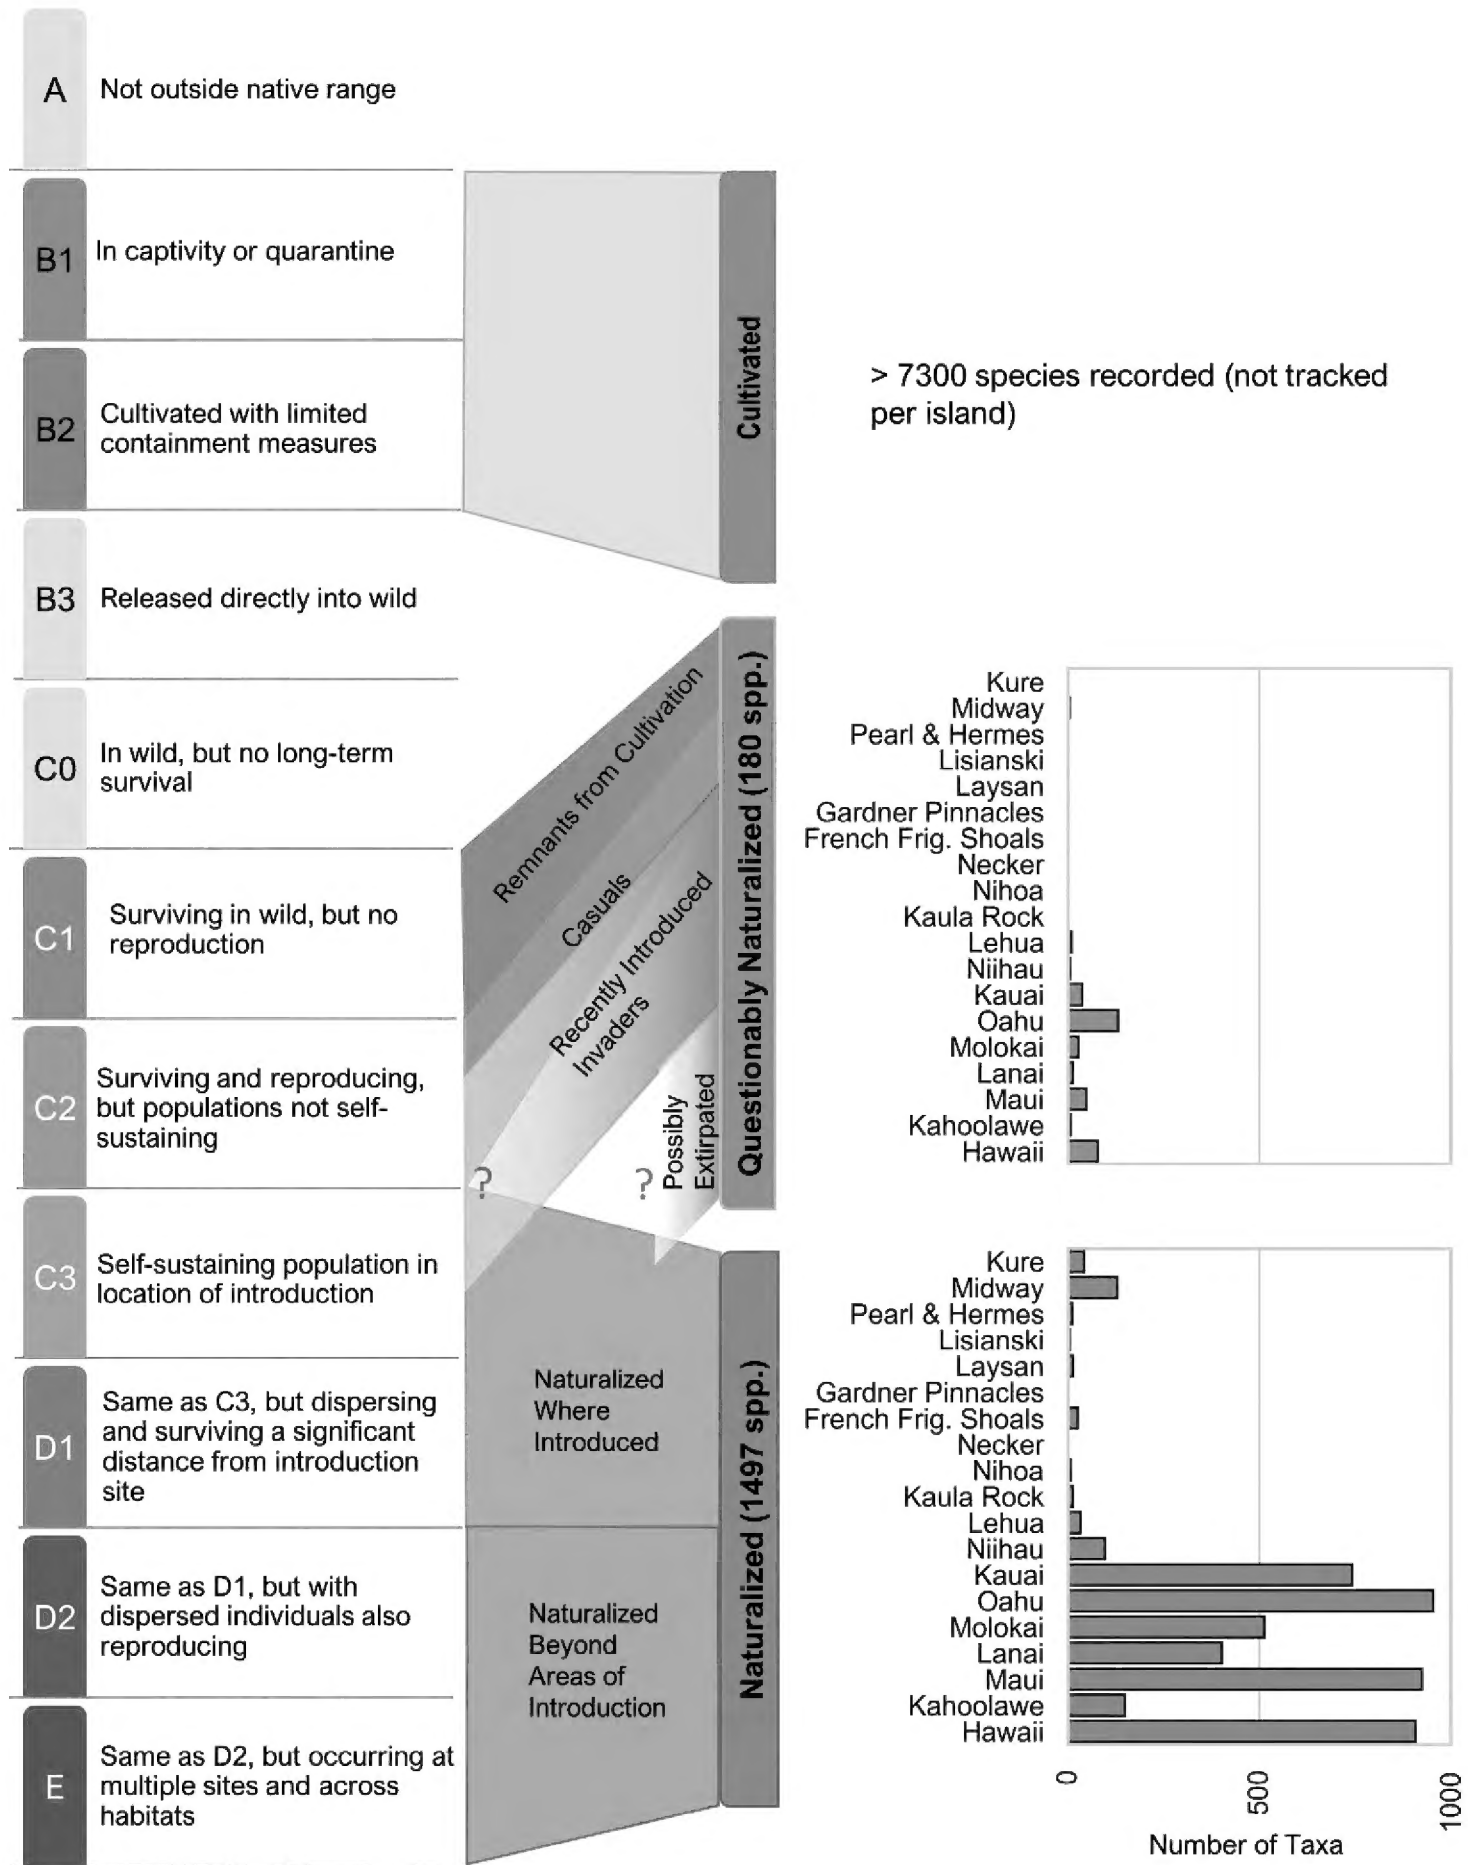 A
Not outside native range
B1
In captivity or quarantine
B2
Cultivated with limited
containment measures
B3
Released directly into wild
C0
In wild, but no long-term
survival
C1
Surviving in wild, but no
reproduction
C2
Surviving and reproducing,
but populations not self-
sustaining
C3
Self-sustaining population in
location of introduction
D1
Same as C3, but dispersing
and surviving a significant
distance from introduction
site
D2
Same as D1, but with
dispersed individuals also
reproducing
E
Same as D2, but occurring at
multiple sites and across
habitats
Cultivated
Remnants from Cultivation
Casuals
Recently Introduced
Invaders
Possibly
Extirpated
?
?
Questionably Naturalized (180 spp.)
Naturalized
Where
Introduced
Naturalized
Beyond
Areas of
Introduction
Naturalized (1497 spp.)
> 7300 species recorded (not tracked
per island)
Kure
Midway
Pearl & Hermes
Lisianski
Laysan
Gardner Pinnacles
French Frig. Shoals
Necker
Nihoa
Kaula Rock
Lehua
Niihau
Kauai
Oahu
Molokai
Lanai
Maui
Kahoolawe
Hawaii
Kure
Midway
Pearl & Hermes
Lisianski
Laysan
Gardner Pinnacles
French Frig. Shoals
Necker
Nihoa
Kaula Rock
Lehua
Niihau
Kauai
Oahu
Molokai
Lanai
Maui
Kahoolawe
Hawaii
0
500
1000
Number of Taxa